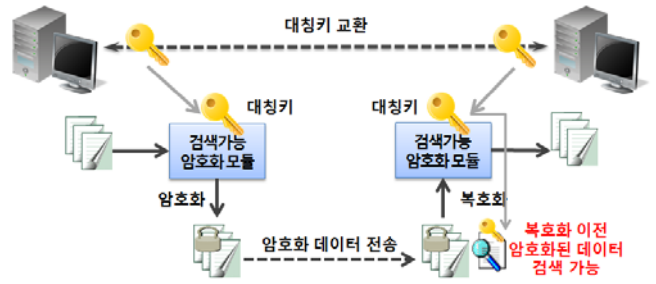 대칭키 교환
대칭키
대칭키
검색가능
암호화 모듈
검색가능
암호화 모듈
암호화
복호화
암호화 데이터 전송
복호화 이전
암호화된 데이터
검색 가능